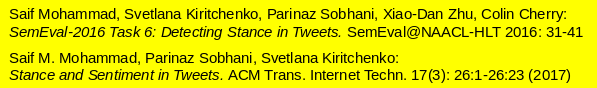 Saif Mohammad, Svetlana Kiritchenko, Parinaz Sobhani, Xiao-Dan Zhu, Colin Cherry:
SemEval-2016 Task 6: Detecting Stance in Tweets. SemEval@NAACL-HLT 2016: 31-41
Saif M. Mohammad, Parinaz Sobhani, Svetlana Kiritchenko:
Stance and Sentiment in Tweets. ACM Trans. Internet Techn. 17(3): 26:1-26:23 (2017)